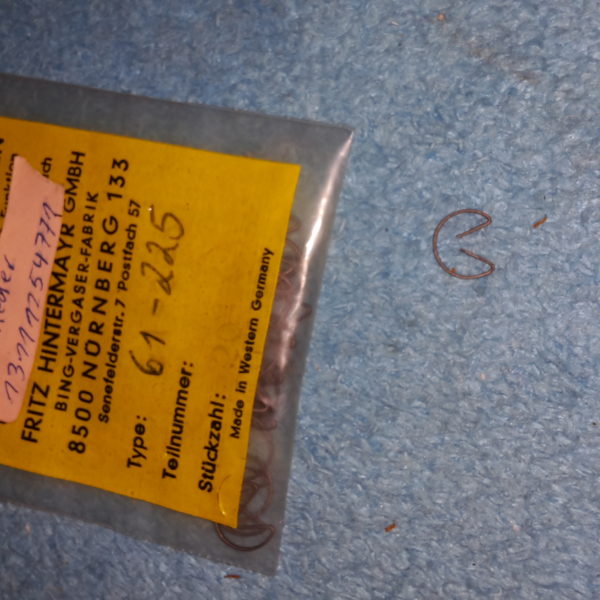 FRITZ HINTERMAYR GMBH
BING-VERGASER-FABRIK
8500 NÜRNBERG 133
Senefelderstr. 7 Postfach 57
Type: 61-225
Teilnummer:
Stückzahl:
Made in Western Germany
13111254771